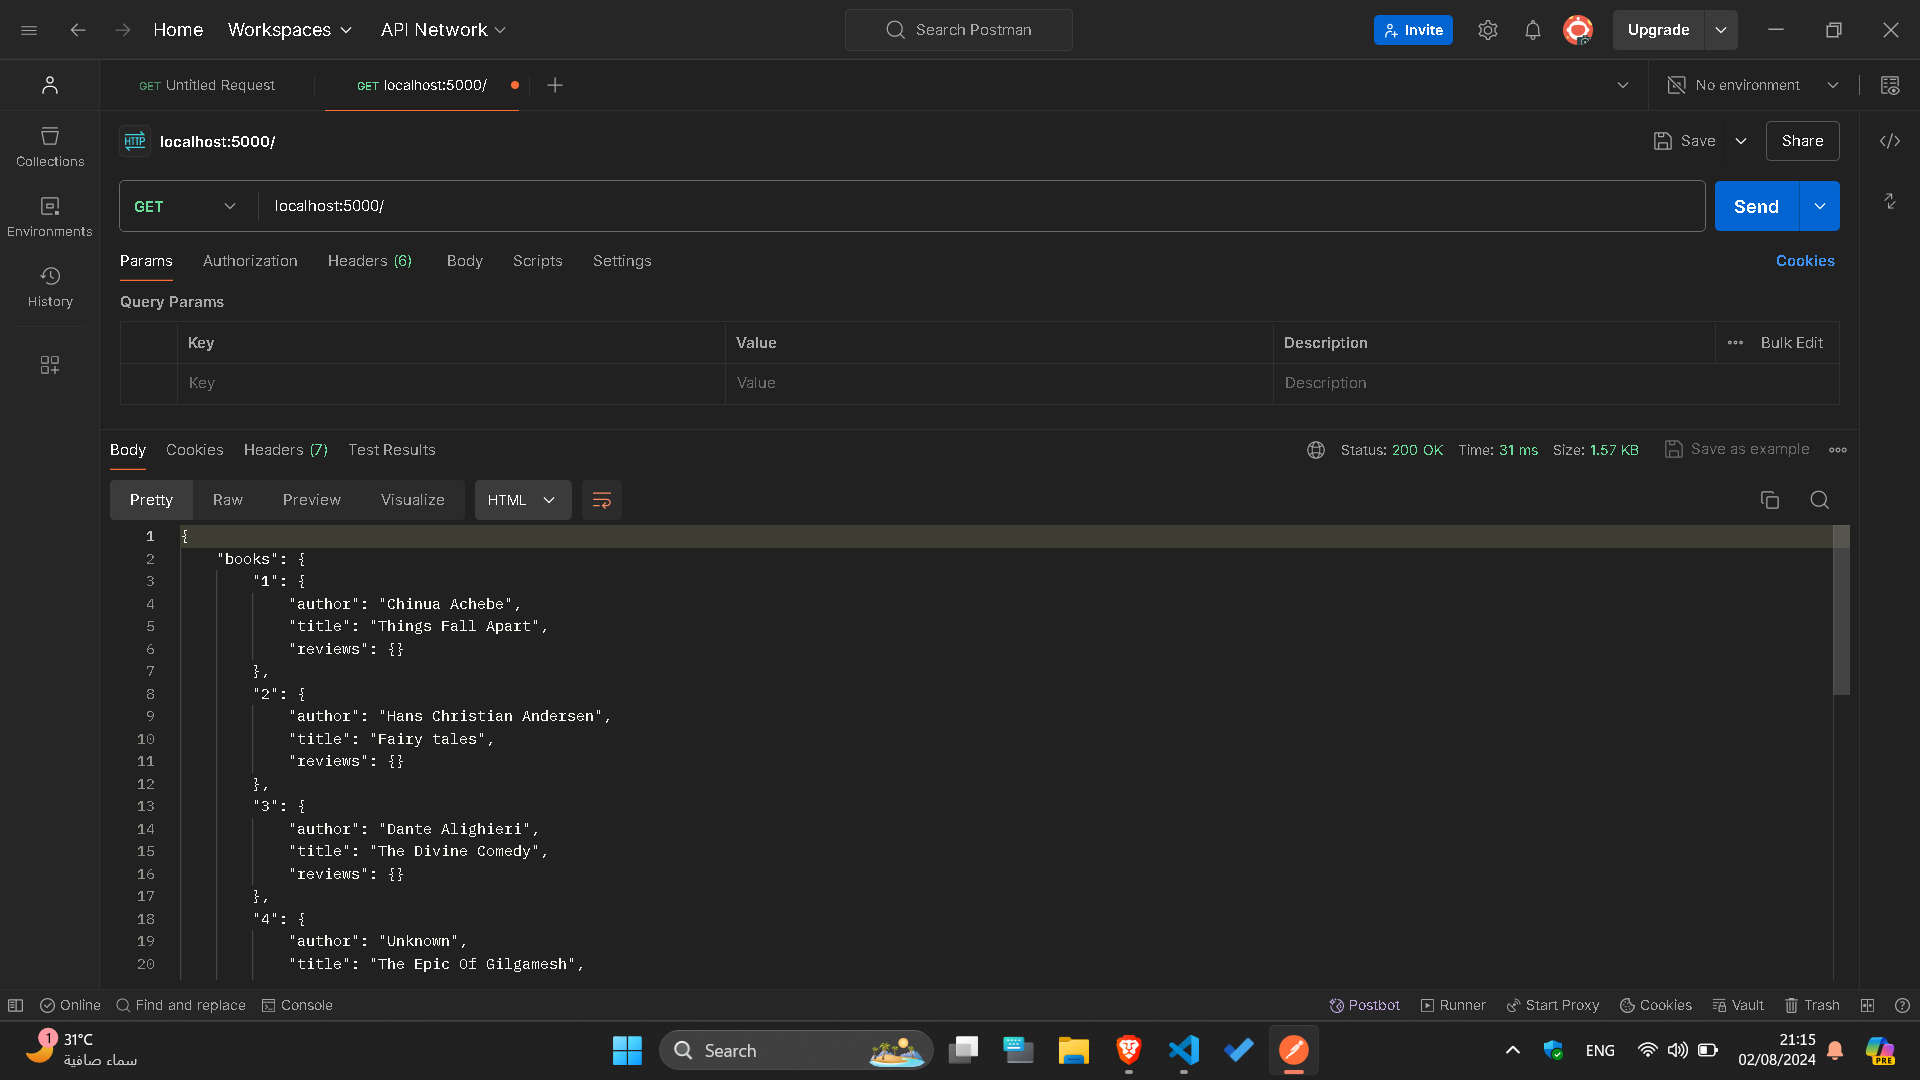 Home Workspaces API Network Search Postman Invite Upgrade
GET Untitled Request GET localhost:5000/ No environment
HTTP localhost:5000/ Save Share
Collections
GET localhost:5000/ Send
Environments
Params Authorization Headers (6) Body Scripts Settings Cookies
History
Query Params
Key Value Description Bulk Edit
Key Value Description
Body Cookies Headers (7) Test Results Status: 200 OK Time: 31 ms Size: 1.57 KB Save as example
Pretty Raw Preview Visualize HTML
1 {
2 "books": {
3 "1": {
4 "author": "Chinua Achebe",
5 "title": "Things Fall Apart",
6 "reviews": {}
7 },
8 "2": {
9 "author": "Hans Christian Andersen",
10 "title": "Fairy tales",
11 "reviews": {}
12 },
13 "3": {
14 "author": "Dante Alighieri",
15 "title": "The Divine Comedy",
16 "reviews": {}
17 },
18 "4": {
19 "author": "Unknown",
20 "title": "The Epic Of Gilgamesh",
Online Find and replace Console Postbot Runner Start Proxy Cookies Vault Trash
1 31°C
سماء صافية
Search
ENG
21:15
02/08/2024
PRE